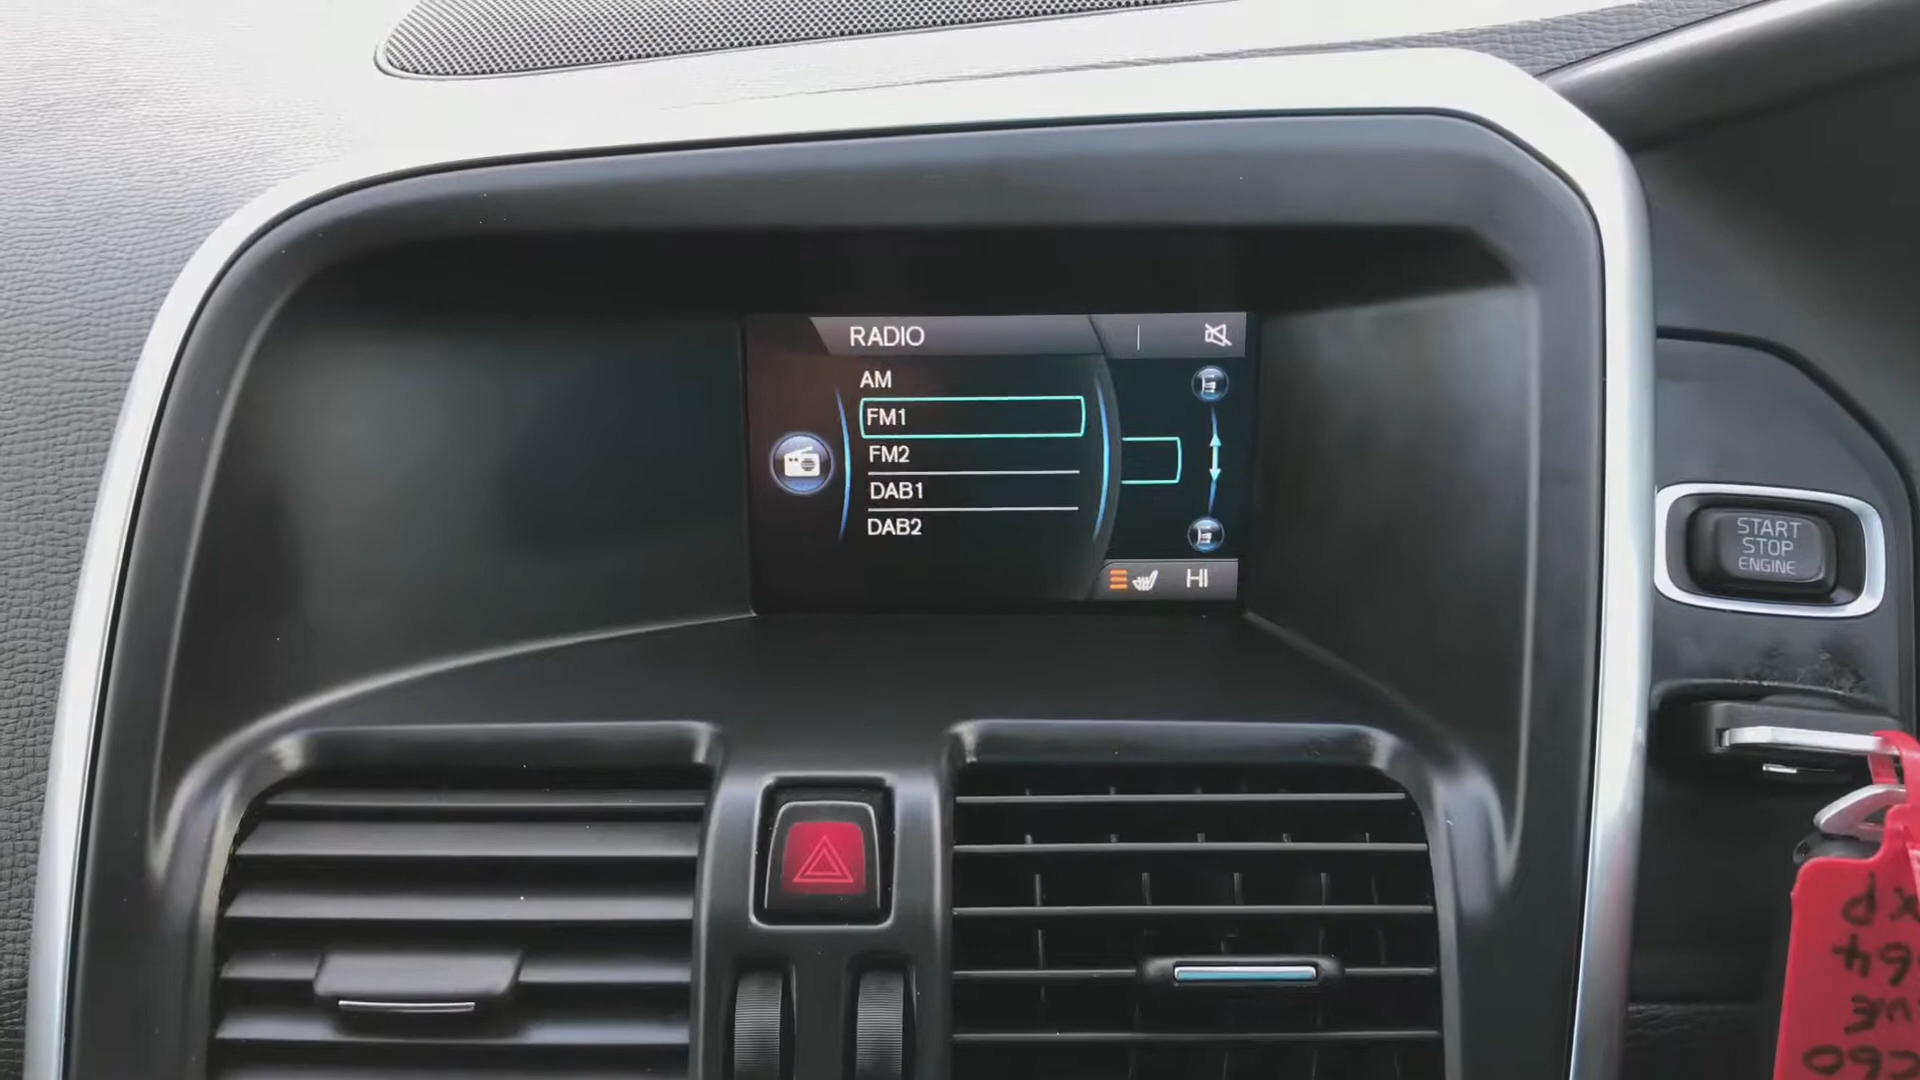 RADIO
AM
FM1
FM2
DAB1
DAB2
HI
START
STOP
ENGINE